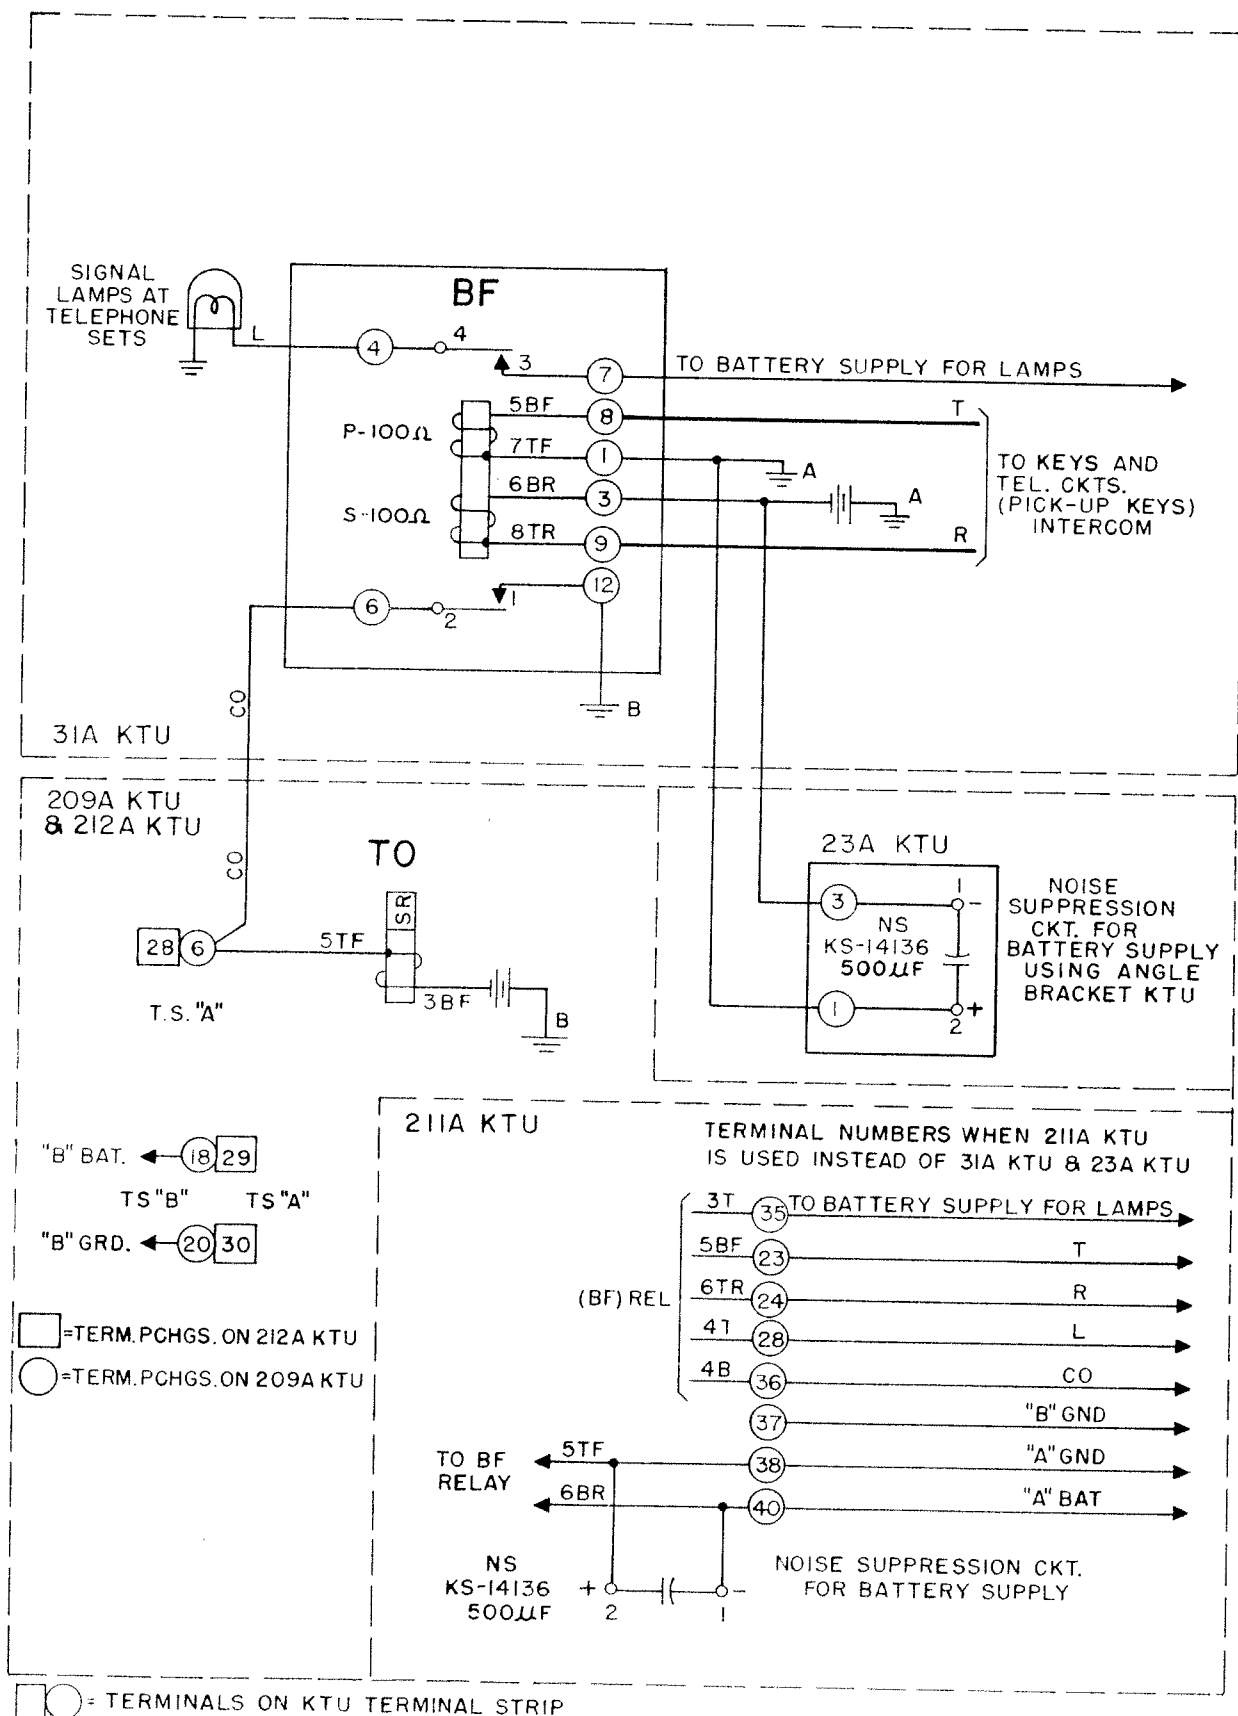 SIGNAL
LAMPS AT
TELEPHONE
SETS
L
BF
4
4
3
7
TO BATTERY SUPPLY FOR LAMPS
P-100Ω
5BF
8
T
7TF
1
A
6BR
3
A
S-100Ω
8TR
9
R
TO KEYS AND
TEL. CKTS.
(PICK-UP KEYS)
INTERCOM
12
1
6
2
B
CO
31A KTU
209A KTU
& 212A KTU
CO
TO
SR
28
6
5TF
3BF
B
T.S. "A"
23A KTU
3
1
-
NS
KS-14136
500µF
1
+
2
NOISE
SUPPRESSION
CKT. FOR
BATTERY SUPPLY
USING ANGLE
BRACKET KTU
"B" BAT.
18
29
TS "B"
TS "A"
"B" GRD.
20
30
=TERM. PCHGS. ON 212A KTU
=TERM. PCHGS. ON 209A KTU
211A KTU
TERMINAL NUMBERS WHEN 211A KTU
IS USED INSTEAD OF 31A KTU & 23A KTU
(BF) REL
3T
35
TO BATTERY SUPPLY FOR LAMPS
5BF
23
T
6TR
24
R
4T
28
L
4B
36
CO
37
"B" GND
TO BF
RELAY
5TF
38
"A" GND
6BR
40
"A" BAT
NS
KS-14136
500µF
+
2
-
1
NOISE SUPPRESSION CKT.
FOR BATTERY SUPPLY
= TERMINALS ON KTU TERMINAL STRIP